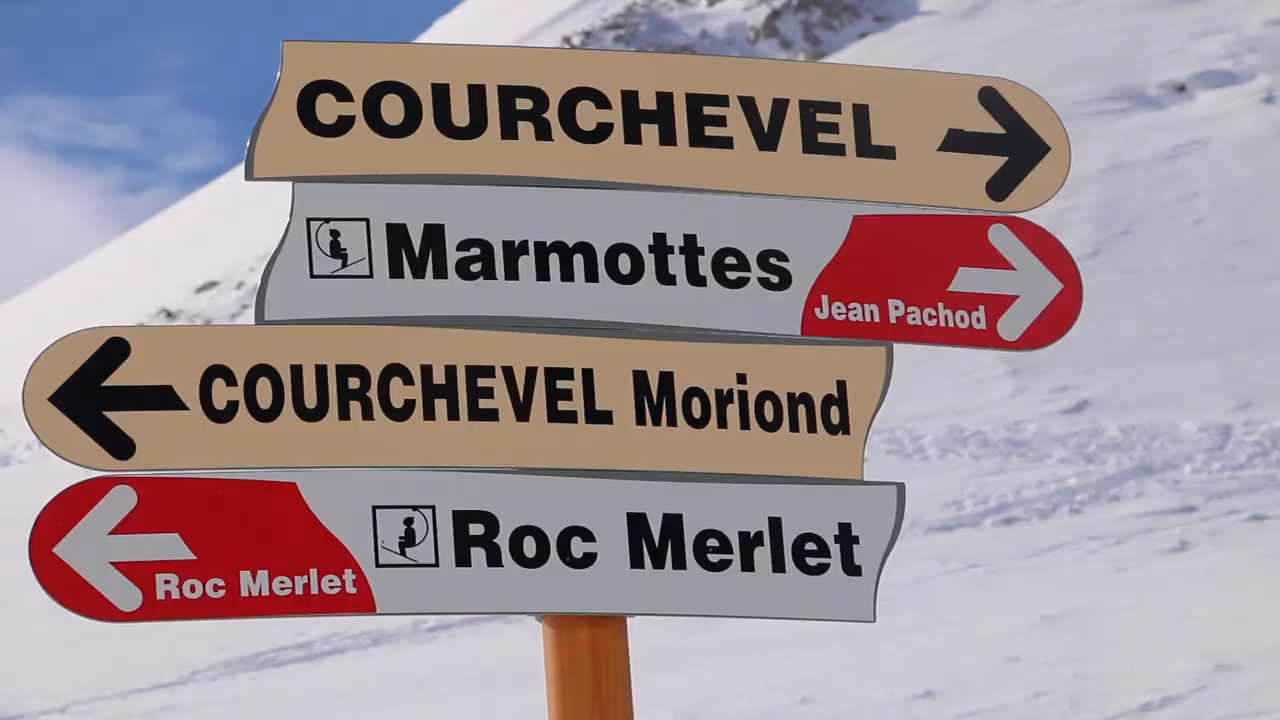 COURCHEVEL
Marmottes
Jean Pachod
COURCHEVEL Moriond
Roc Merlet
Roc Merlet